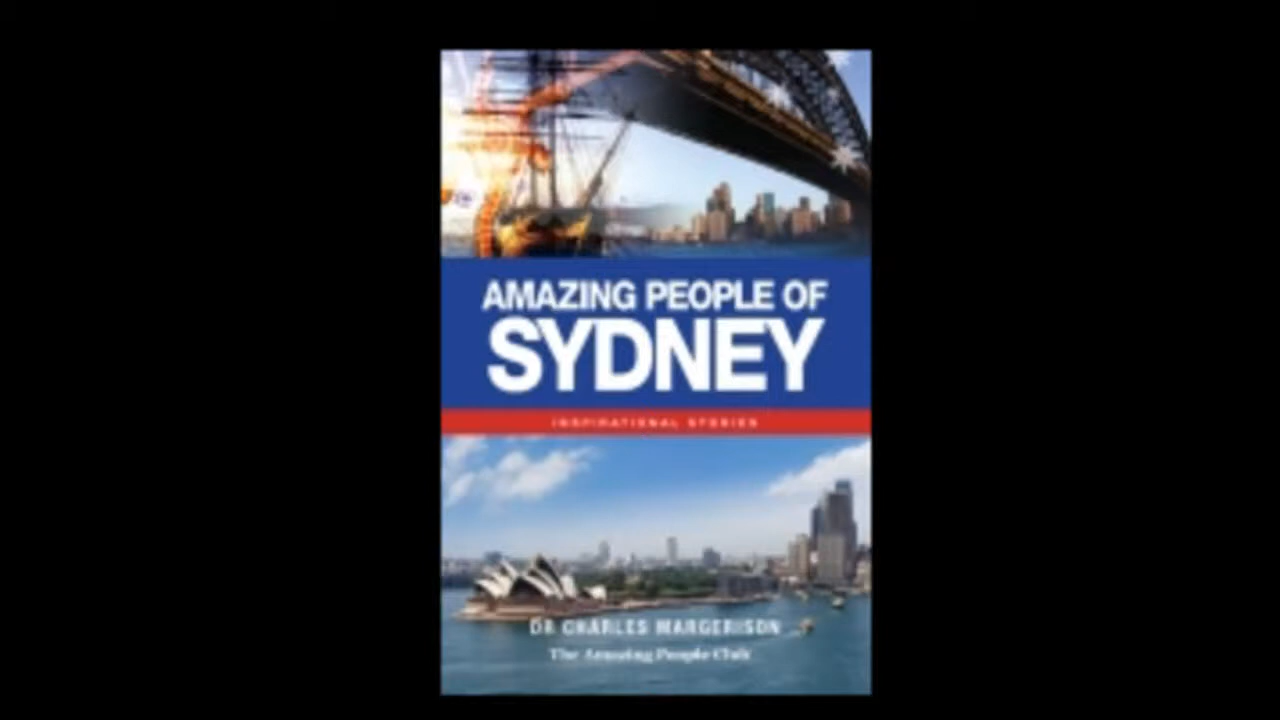 AMAZING PEOPLE OF
SYDNEY
INSPIRATIONAL STORIES
DR CHARLES MARGERISON
The Amazing People Club